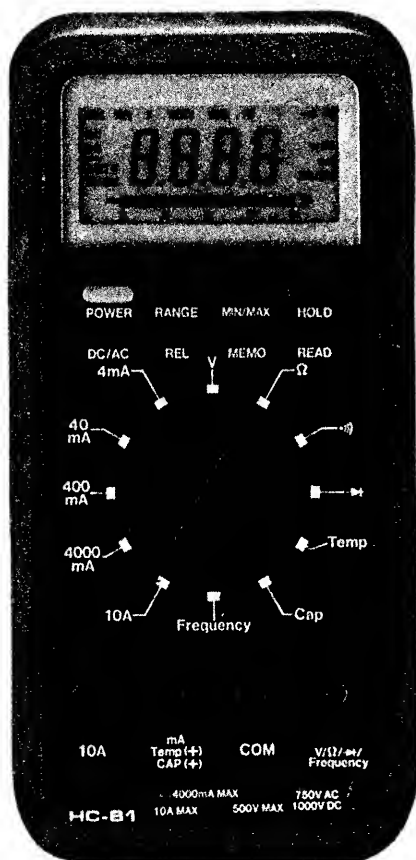 8888
POWER RANGE MIN/MAX HOLD
DC/AC REL MEMO READ
4mA V Ω
40
mA
400
mA
4000
mA
Temp
10A Frequency Cap
10A mA COM V/Ω/
Temp (+) Frequency
CAP (+)
4000mA MAX 750V AC
10A MAX 500V MAX 1000V DC
HC-81